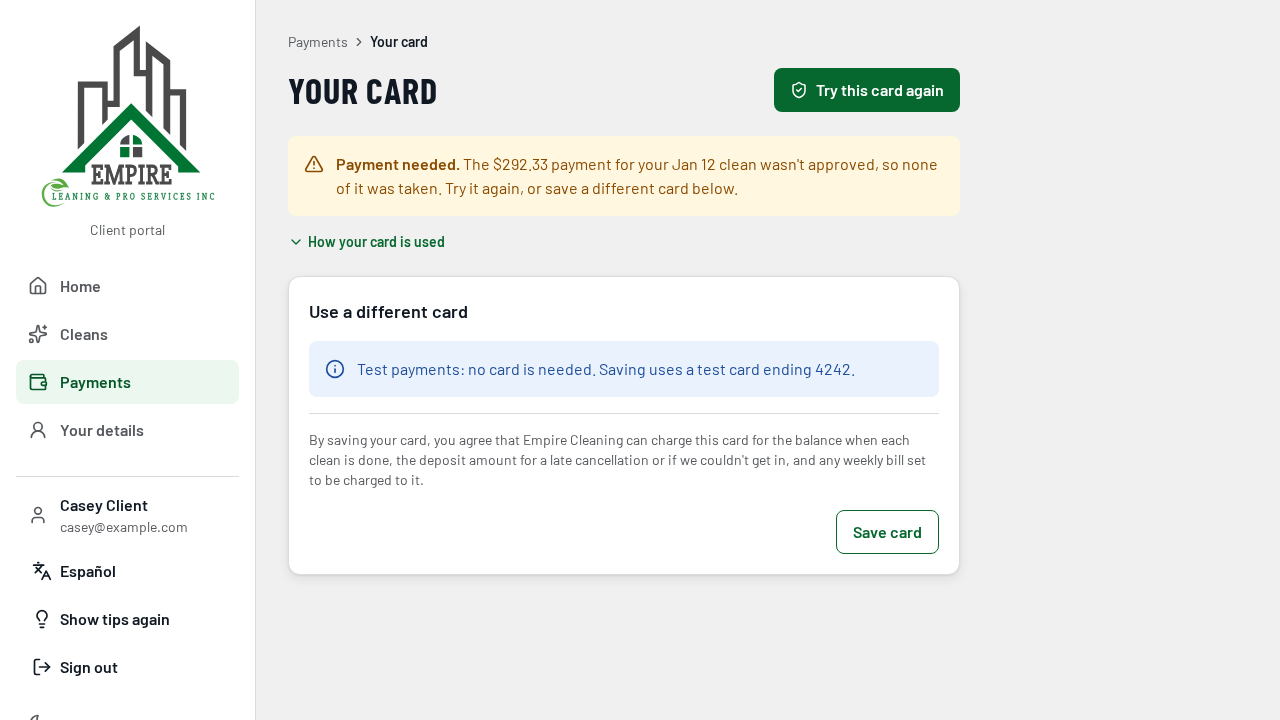 EMPIRE
LEANING & PRO SERVICES INC
Client portal
Home
Cleans
Payments
Your details
Casey Client
casey@example.com
Español
Show tips again
Sign out
Payments
Your card
YOUR CARD
Try this card again
Payment needed. The $292.33 payment for your Jan 12 clean wasn't approved, so none
of it was taken. Try it again, or save a different card below.
How your card is used
Use a different card
Test payments: no card is needed. Saving uses a test card ending 4242.
By saving your card, you agree that Empire Cleaning can charge this card for the balance when each
clean is done, the deposit amount for a late cancellation or if we couldn't get in, and any weekly bill set
to be charged to it.
Save card